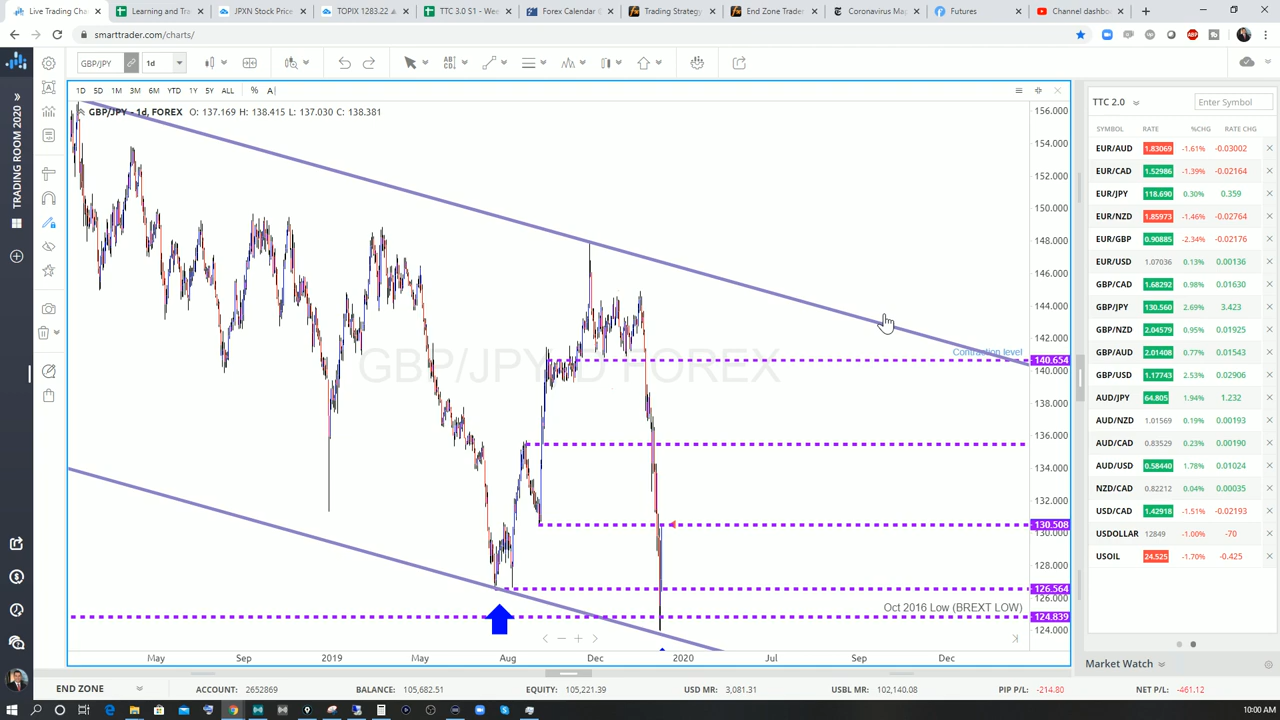 Live Trading Chart
Learning and Tra
JPXN Stock Price
TOPIX 1283.22
TTC 3.0 S1 - Wee
Forex Calendar
Trading Strategy
End Zone Trader
Coronavirus Map
Futures
Channel dashboa
smarttrader.com/charts/
GBP/JPY 1d
1D 5D 1M 3M 6M YTD 1Y 5Y ALL % A
GBP/JPY - 1d, FOREX O: 137.169 H: 138.415 L: 137.030 C: 138.381
TRADING ROOM 2020
GBP/JPY D FOREX
Contraction level
Oct 2016 Low (BREXT LOW)
156.000
154.000
152.000
150.000
148.000
146.000
144.000
142.000
140.654
140.000
138.000
136.000
134.000
132.000
130.508
130.000
128.000
126.564
126.000
124.839
124.000
May Sep 2019 May Aug Dec 2020 Jul Sep Dec
TTC 2.0 Enter Symbol
SYMBOL RATE %CHG RATE CHG
EUR/AUD 1.83069 -1.61% -0.03002
EUR/CAD 1.52986 -1.39% -0.02164
EUR/JPY 118.690 0.30% 0.359
EUR/NZD 1.85973 -1.46% -0.02764
EUR/GBP 0.90885 -2.34% -0.02176
EUR/USD 1.07036 0.13% 0.00136
GBP/CAD 1.68292 0.98% 0.01630
GBP/JPY 130.560 2.69% 3.423
GBP/NZD 2.04579 0.95% 0.01925
GBP/AUD 2.01408 0.77% 0.01543
GBP/USD 1.17743 2.53% 0.02906
AUD/JPY 64.805 1.94% 1.232
AUD/NZD 1.01569 0.19% 0.00193
AUD/CAD 0.83529 0.23% 0.00190
AUD/USD 0.58440 1.78% 0.01024
NZD/CAD 0.82212 0.04% 0.00035
USD/CAD 1.42918 -1.51% -0.02193
USDOLLAR 12849 -1.00% -70
USOIL 24.525 -1.70% -0.425
Market Watch
END ZONE ACCOUNT: 2652869 BALANCE: 105,682.51 EQUITY: 105,221.39 USD MR: 3,081.31 USBL MR: 102,140.08 PIP P/L: -214.80 NET P/L: -461.12
10:00 AM